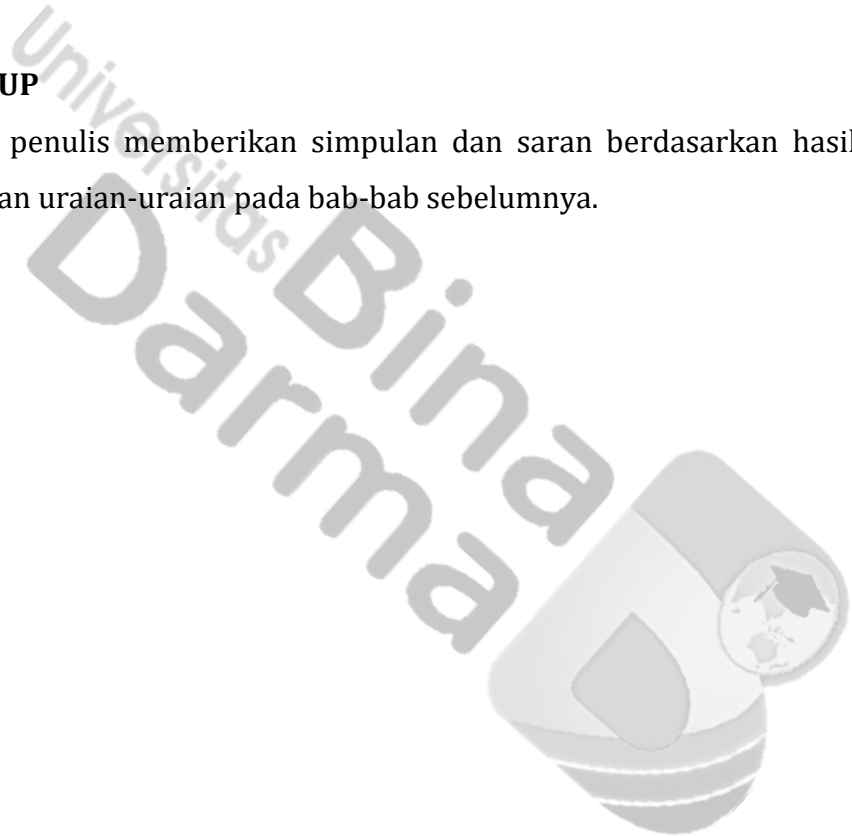 UP
penulis memberikan simpulan dan saran berdasarkan hasil
an uraian-uraian pada bab-bab sebelumnya.
Universitas
Bina
Darma